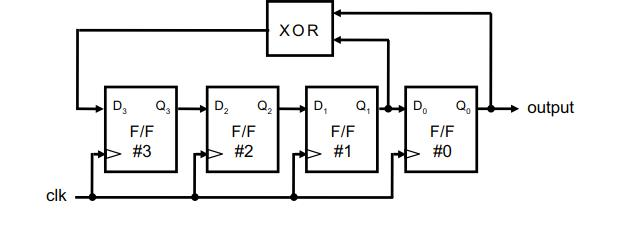 XOR
D₃ Q₃ D₂ Q₂ D₁ Q₁ D₀ Q₀ output
F/F F/F F/F F/F
#3 #2 #1 #0
clk